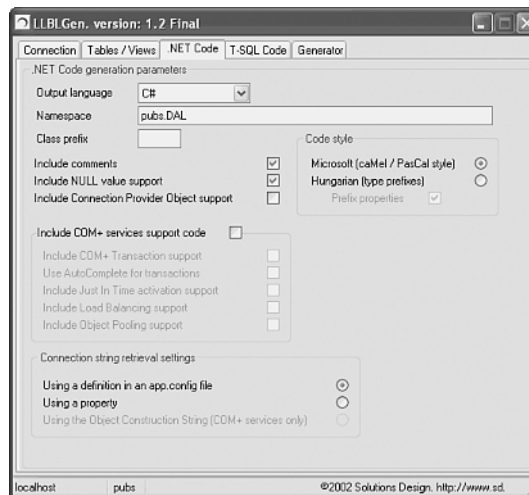 LLBLGen. version: 1.2 Final
Connection Tables / Views .NET Code T-SQL Code Generator
.NET Code generation parameters
Output language C#
Namespace pubs.DAL
Class prefix
Code style
Include comments
Microsoft (caMel / PasCal style)
Include NULL value support
Hungarian (type prefixes)
Include Connection Provider Object support
Prefix properties
Include COM+ services support code
Include COM+ Transaction support
Use AutoComplete for transactions
Include Just In Time activation support
Include Load Balancing support
Include Object Pooling support
Connection string retrieval settings
Using a definition in an app.config file
Using a property
Using the Object Construction String (COM+ services only)
localhost pubs ©2002 Solutions Design. http://www.sd.